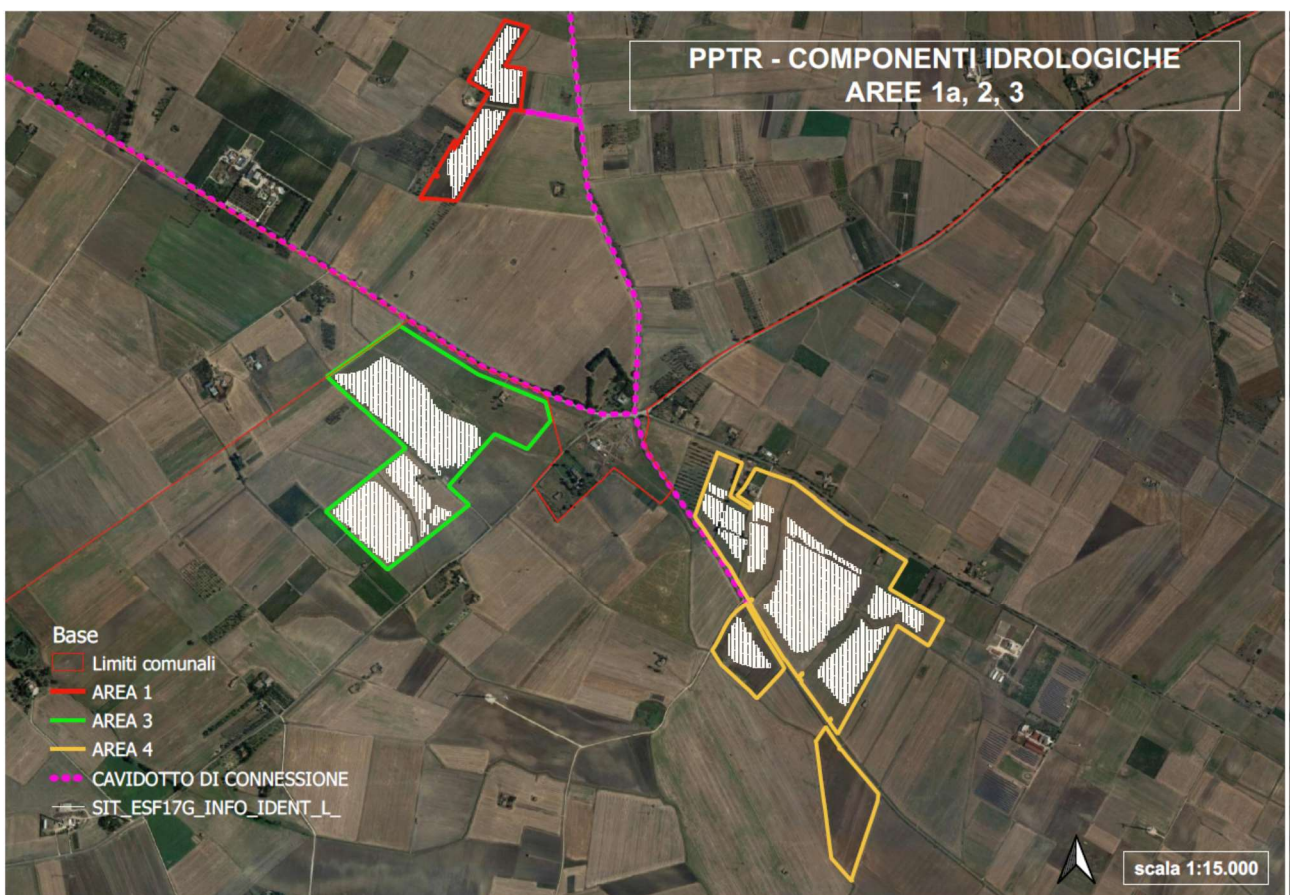 PPTR - COMPONENTI IDROLOGICHE
AREE 1a, 2, 3
Base
Limiti comunali
AREA 1
AREA 3
AREA 4
CAVIDOTTO DI CONNESSIONE
SIT_ESF17G_INFO_IDENT_L_
scala 1:15.000